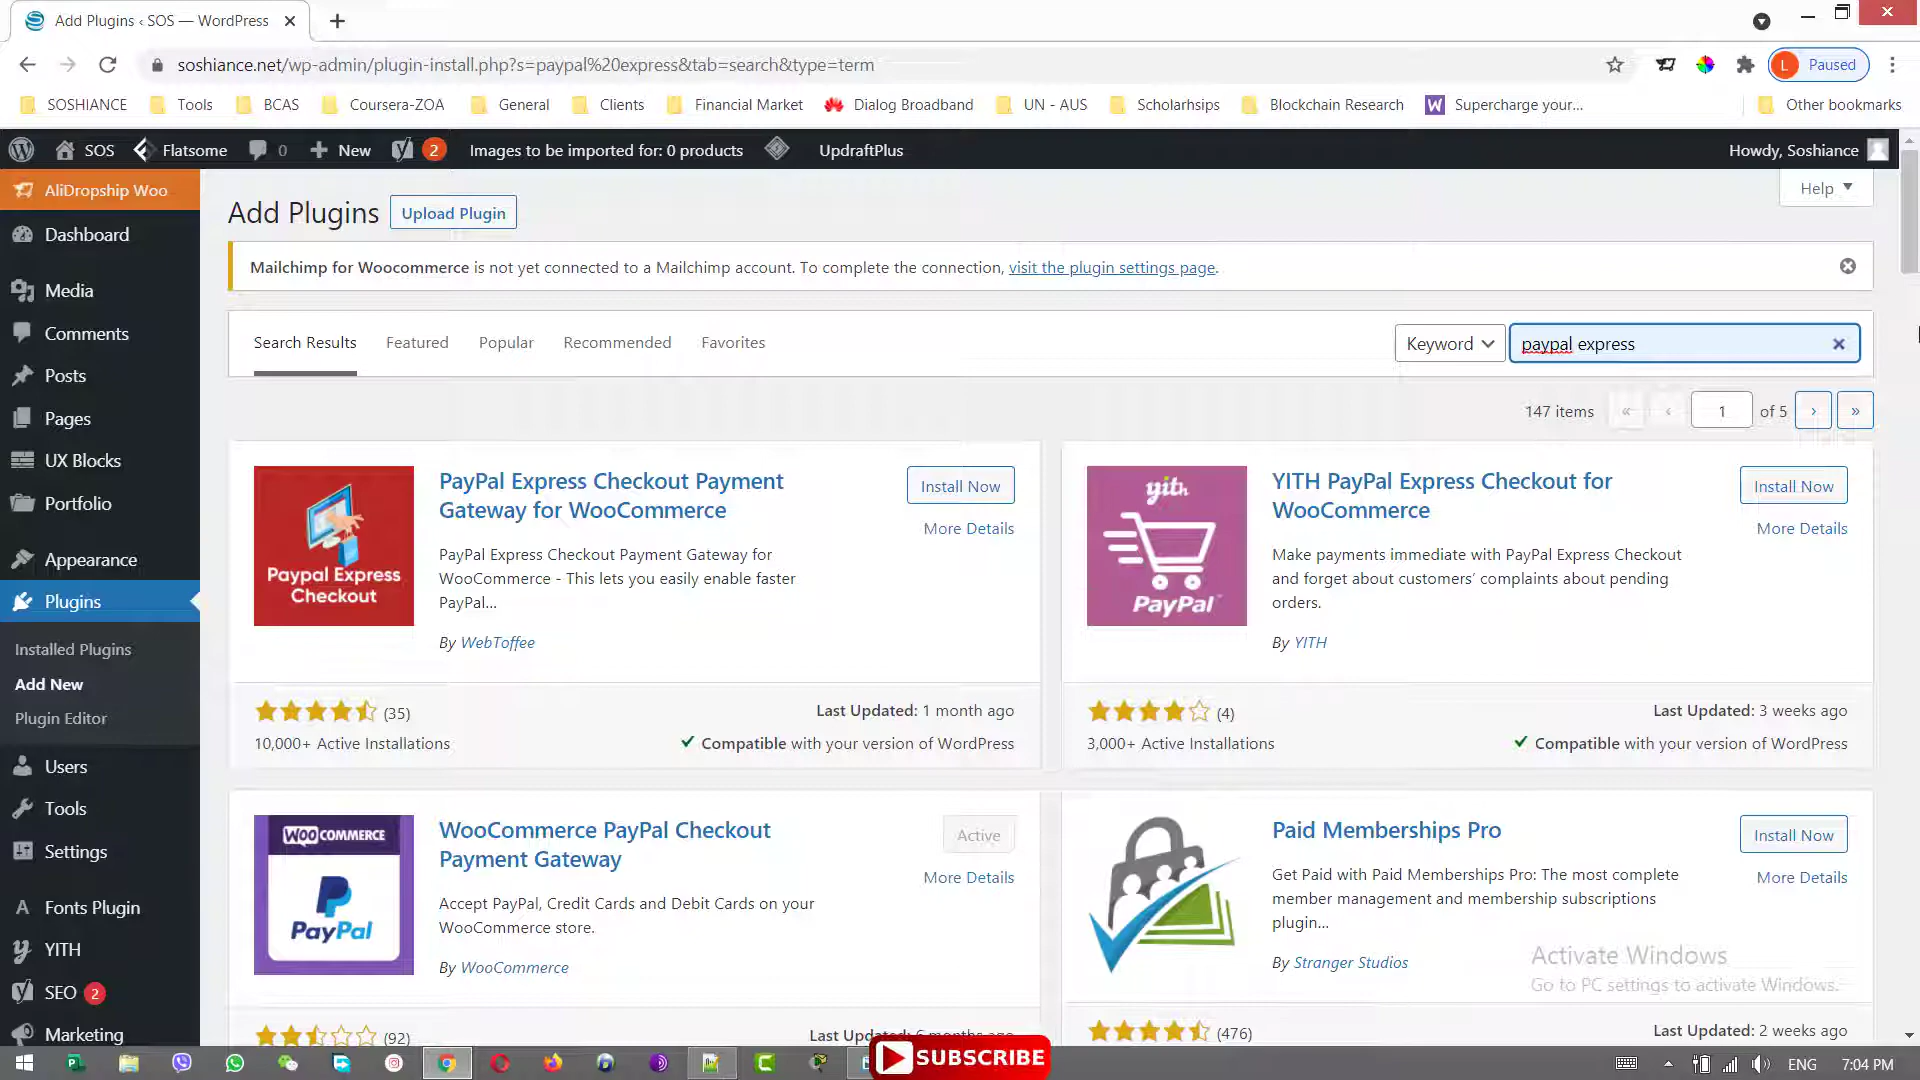 Add Plugins ‹ SOS — WordPress
soshiance.net/wp-admin/plugin-install.php?s=paypal%20express&tab=search&type=term
L Paused
SOSHIANCE Tools BCAS Coursera-ZOA General Clients Financial Market Dialog Broadband UN - AUS Scholarhsips Blockchain Research W Supercharge your... Other bookmarks
SOS Flatsome 0 New 2 Images to be imported for: 0 products UpdraftPlus Howdy, Soshiance
AliDropship Woo
Dashboard
Media
Comments
Posts
Pages
UX Blocks
Portfolio
Appearance
Plugins
Installed Plugins
Add New
Plugin Editor
Users
Tools
Settings
A Fonts Plugin
YITH
SEO 2
Marketing
Help
Add Plugins Upload Plugin
Mailchimp for Woocommerce is not yet connected to a Mailchimp account. To complete the connection, visit the plugin settings page.
Search Results Featured Popular Recommended Favorites Keyword paypal express
147 items « ‹ 1 of 5 › »
Paypal Express
Checkout
PayPal Express Checkout Payment
Gateway for WooCommerce
Install Now
More Details
PayPal Express Checkout Payment Gateway for
WooCommerce - This lets you easily enable faster
PayPal...
By WebToffee
(35)
Last Updated: 1 month ago
10,000+ Active Installations
Compatible with your version of WordPress
yith
PayPal
YITH PayPal Express Checkout for
WooCommerce
Install Now
More Details
Make payments immediate with PayPal Express Checkout
and forget about customers’ complaints about pending
orders.
By YITH
(4)
Last Updated: 3 weeks ago
3,000+ Active Installations
Compatible with your version of WordPress
WOO COMMERCE
PayPal
WooCommerce PayPal Checkout
Payment Gateway
Active
More Details
Accept PayPal, Credit Cards and Debit Cards on your
WooCommerce store.
By WooCommerce
(92)
Last Updated: 6 months ago
Paid Memberships Pro
Install Now
More Details
Get Paid with Paid Memberships Pro: The most complete
member management and membership subscriptions
plugin...
By Stranger Studios
(476)
Last Updated: 2 weeks ago
Activate Windows
Go to PC settings to activate Windows.
SUBSCRIBE
ENG 7:04 PM